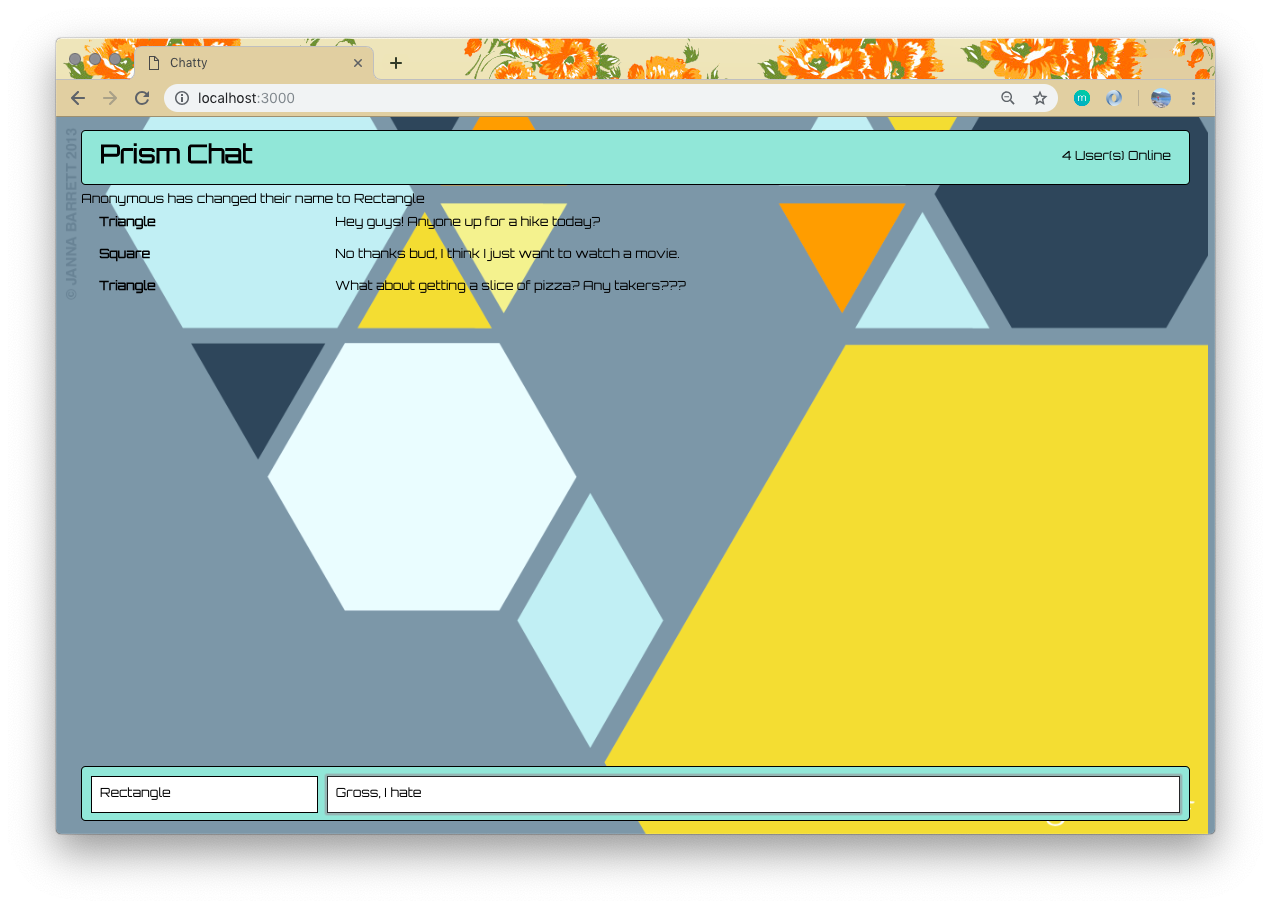 Chatty
localhost:3000
m
© JANNA BARRETT 2013
Prism Chat
4 User(s) Online
Anonymous has changed their name to Rectangle
Triangle Hey guys! Anyone up for a hike today?
Square No thanks bud, I think I just want to watch a movie.
Triangle What about getting a slice of pizza? Any takers???
Rectangle Gross, I hate